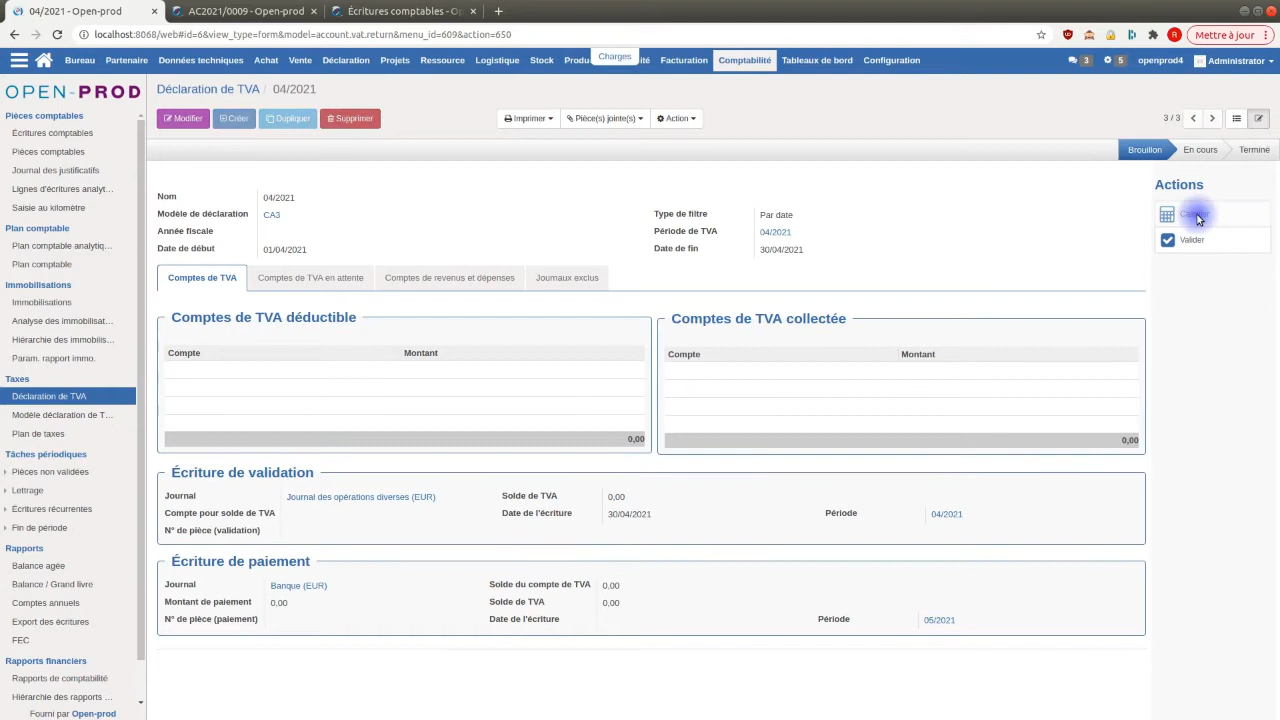 04/2021 - Open-prod
AC2021/0009 - Open-prod
Écritures comptables - Op
localhost:8068/web#id=6&view_type=form&model=account.vat.return&menu_id=609&action=650
R
Mettre à jour
Bureau Partenaire Données techniques Achat Vente Déclaration Projets Ressource Logistique Stock Produ té Facturation Comptabilité Tableaux de bord Configuration
Charges
3 5 openprod4 Administrator
OPEN-PROD
Déclaration de TVA / 04/2021
Modifier Créer Dupliquer Supprimer
Imprimer Pièce(s) jointe(s) Action
3 / 3
Brouillon En cours Terminé
Pièces comptables
Écritures comptables
Pièces comptables
Journal des justificatifs
Lignes d'écritures analyt...
Saisie au kilomètre
Plan comptable
Plan comptable analytiq...
Plan comptable
Immobilisations
Immobilisations
Analyse des immobilisat...
Hiérarchie des immobilis...
Param. rapport immo.
Taxes
Déclaration de TVA
Modèle déclaration de T...
Plan de taxes
Tâches périodiques
Pièces non validées
Lettrage
Écritures récurrentes
Fin de période
Rapports
Balance agée
Balance / Grand livre
Comptes annuels
Export des écritures
FEC
Rapports financiers
Rapports de comptabilité
Hiérarchie des rapports ...
Fourni par Open-prod
Nom 04/2021
Modèle de déclaration CA3
Type de filtre Par date
Année fiscale
Période de TVA 04/2021
Date de début 01/04/2021
Date de fin 30/04/2021
Comptes de TVA Comptes de TVA en attente Comptes de revenus et dépenses Journaux exclus
Comptes de TVA déductible
Compte Montant
0,00
Comptes de TVA collectée
Compte Montant
0,00
Écriture de validation
Journal Journal des opérations diverses (EUR) Solde de TVA 0,00
Compte pour solde de TVA Date de l'écriture 30/04/2021 Période 04/2021
N° de pièce (validation)
Écriture de paiement
Journal Banque (EUR) Solde du compte de TVA 0,00
Montant de paiement 0,00 Solde de TVA 0,00
N° de pièce (paiement) Date de l'écriture Période 05/2021
Actions
Valider